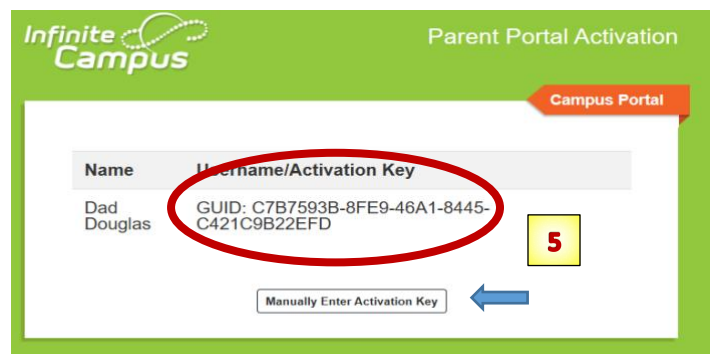 Infinite
Campus
Parent Portal Activation
Campus Portal
Name Username/Activation Key
Dad Douglas GUID: C7B7593B-8FE9-46A1-8445-
C421C9B22EFD
5
Manually Enter Activation Key